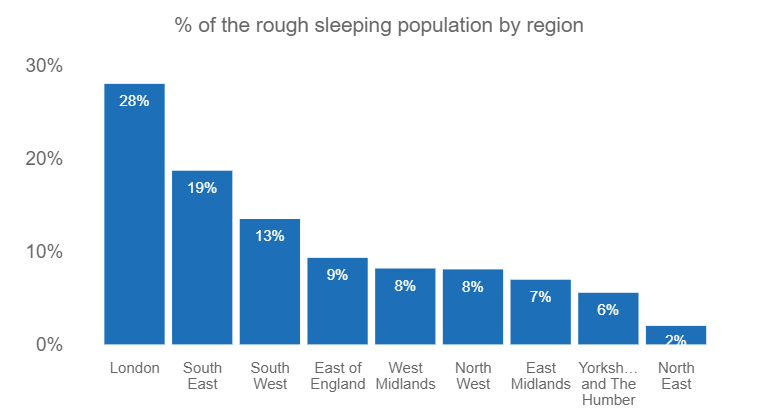 % of the rough sleeping population by region
30%
20%
10%
0%
28%
19%
13%
9%
8%
8%
7%
6%
2%
London
South
East
South
West
East of
England
West
Midlands
North
West
East
Midlands
Yorksh…
and The
Humber
North
East